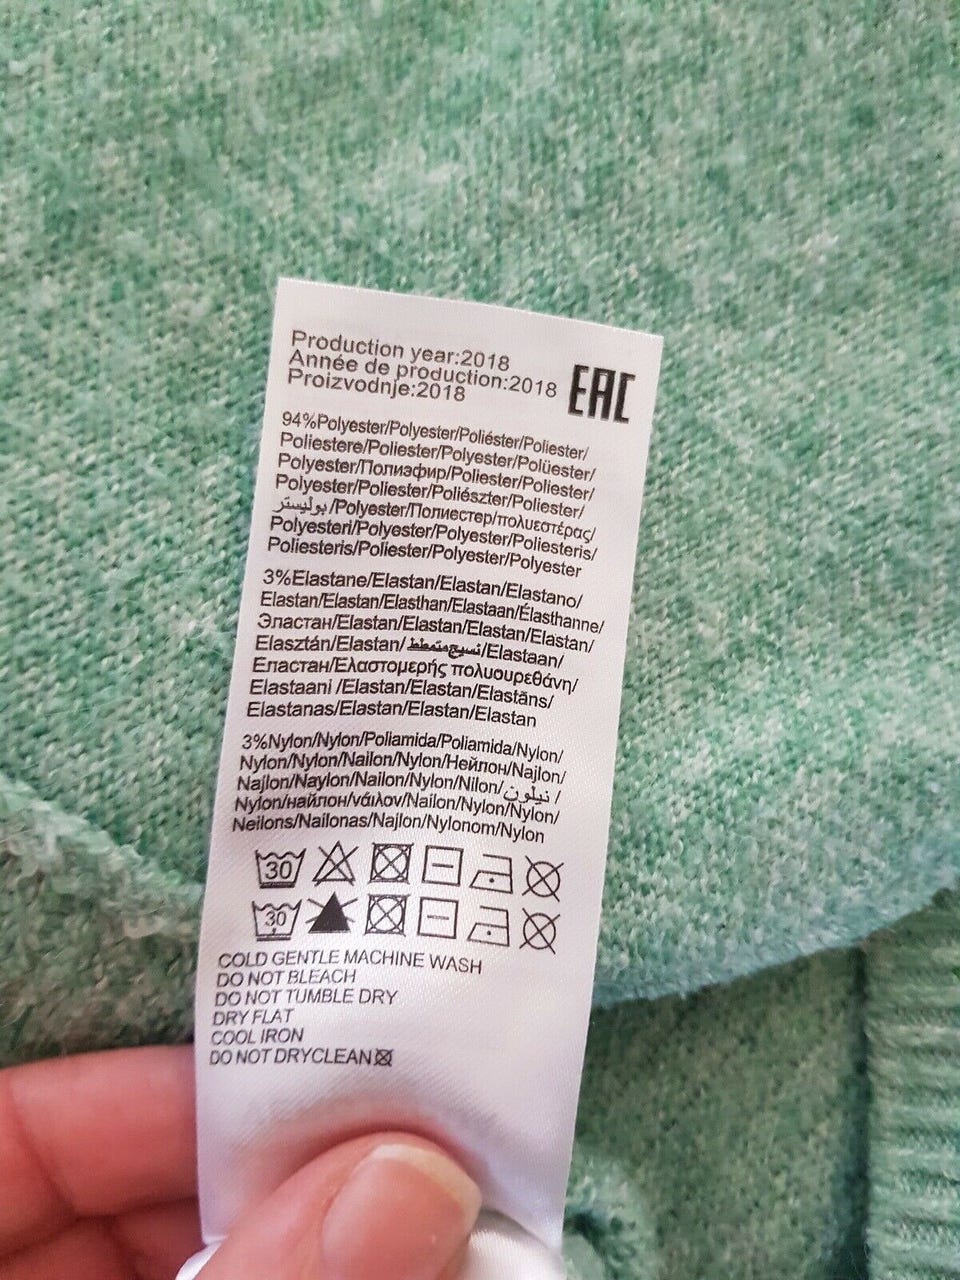 Production year:2018
Année de production:2018
Proizvodnje:2018
EAC
94%Polyester/Polyester/Poliéster/Poliester/
Poliestere/Poliester/Polyester/Polüester/
Polyester/Полиэфир/Poliester/Poliester/
Polyester/Poliester/Poliészter/Poliester/
بوليستر/Polyester/Полиестер/πολυεστέρας/
Polyesteri/Polyester/Polyester/Poliesteris/
Poliesteris/Poliester/Polyester/Polyester
3%Elastane/Elastan/Elastan/Elastano/
Elastan/Elastan/Elasthan/Elastaan/Élasthanne/
Эластан/Elastan/Elastan/Elastan/Elastan/
Elasztán/Elastan/نسيج متمطط/Elastaan/
Еластан/Ελαστομερής πολυουρεθάνη/
Elastaani /Elastan/Elastan/Elastāns/
Elastanas/Elastan/Elastan/Elastan
3%Nylon/Nylon/Poliamida/Poliamida/Nylon/
Nylon/Nylon/Nailon/Nylon/Нейлон/Najlon/
Najlon/Naylon/Nailon/Nylon/Nilon/نيلون /
Nylon/найлон/νάιλον/Nailon/Nylon/Nylon/
Neilons/Nailonas/Najlon/Nylonom/Nylon
30
30
COLD GENTLE MACHINE WASH
DO NOT BLEACH
DO NOT TUMBLE DRY
DRY FLAT
COOL IRON
DO NOT DRYCLEAN